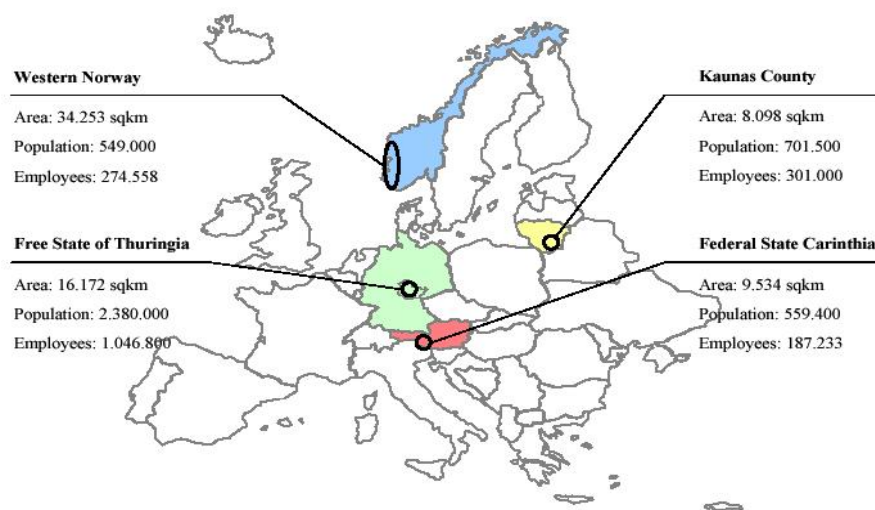 Western Norway
Area: 34.253 sqkm
Population: 549.000
Employees: 274.558
Kaunas County
Area: 8.098 sqkm
Population: 701.500
Employees: 301.000
Free State of Thuringia
Area: 16.172 sqkm
Population: 2.380.000
Employees: 1.046.800
Federal State Carinthia
Area: 9.534 sqkm
Population: 559.400
Employees: 187.233